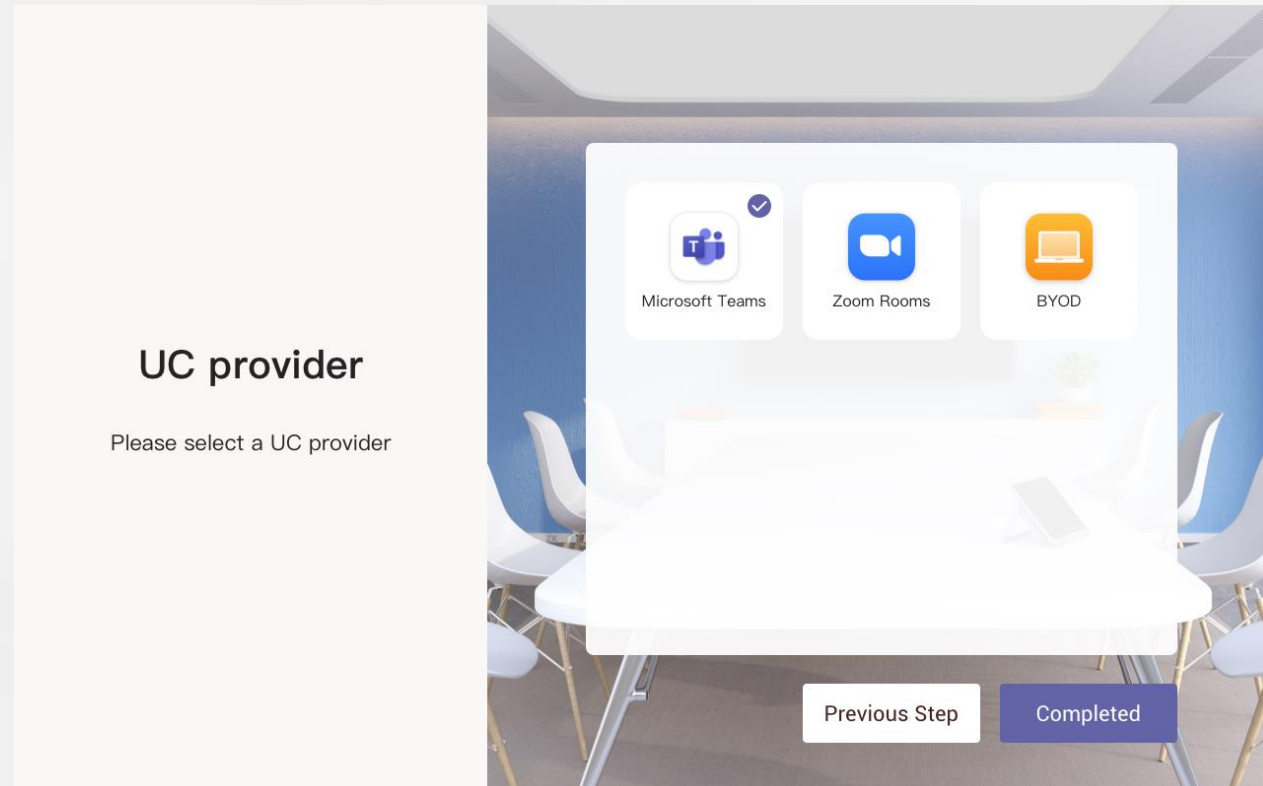 UC provider
Please select a UC provider
T
Microsoft Teams
Zoom Rooms
BYOD
Previous Step
Completed